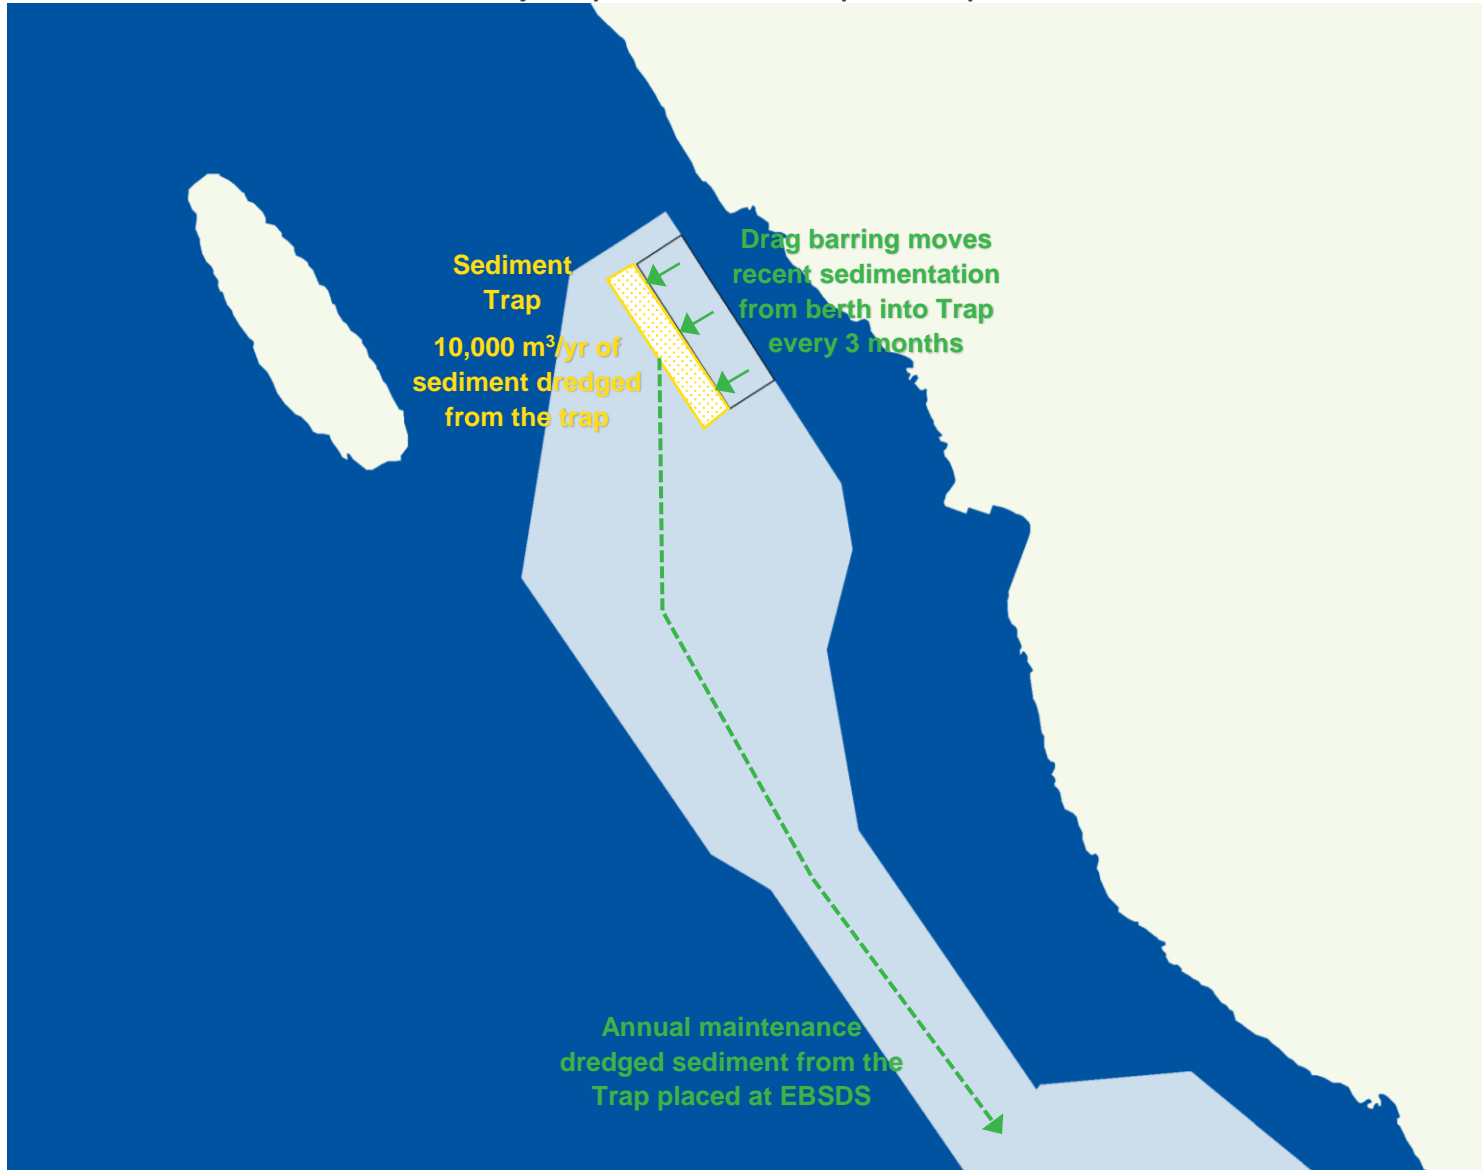 Sediment
Trap
10,000 m³/yr of
sediment dredged
from the trap
Drag barring moves
recent sedimentation
from berth into Trap
every 3 months
Annual maintenance
dredged sediment from the
Trap placed at EBSDS